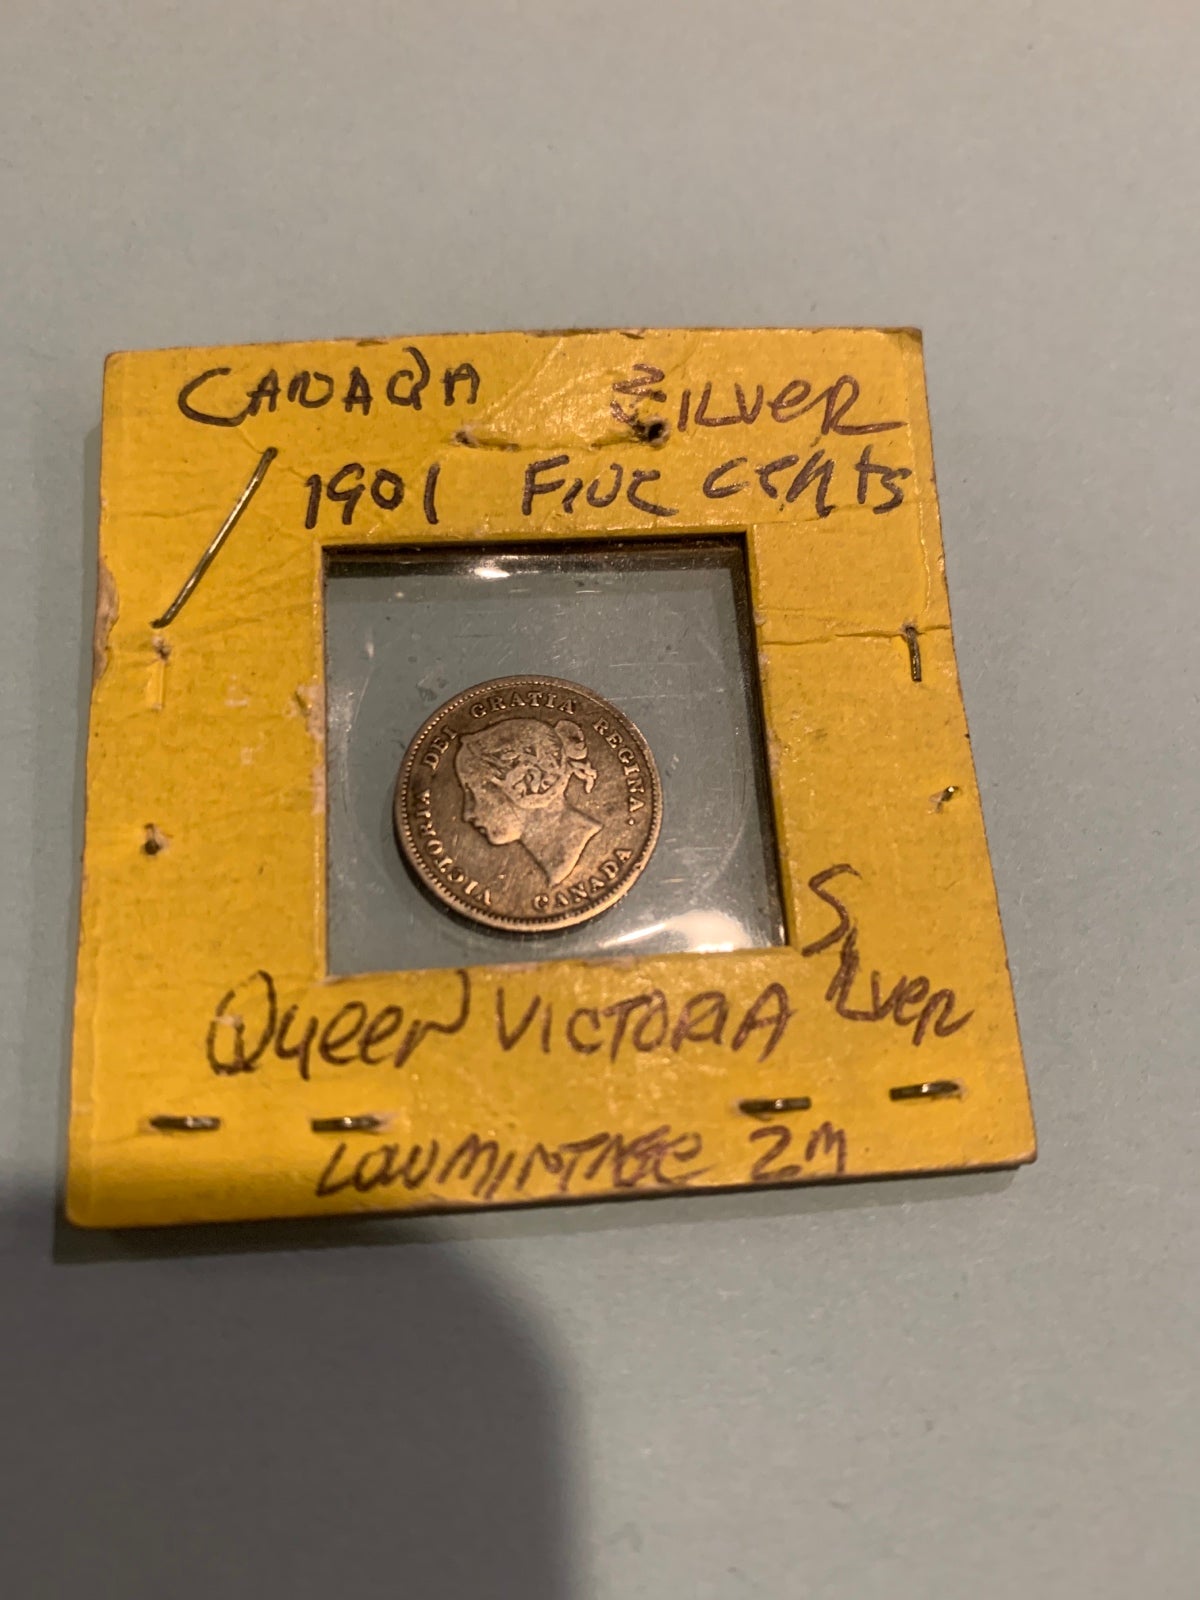 CANADA SILVER
1901 FIVE CENTS
VICTORIA DEI GRATIA REGINA.
CANADA
QUEEN VICTORIA SILVER
LOW MINTAGE 2M